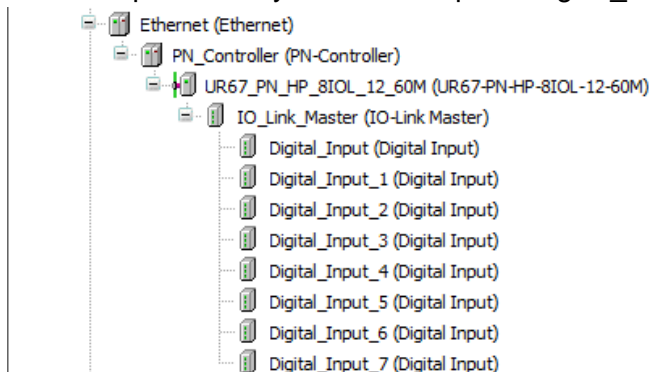 Ethernet (Ethernet)
PN_Controller (PN-Controller)
UR67_PN_HP_8IOL_12_60M (UR67-PN-HP-8IOL-12-60M)
IO_Link_Master (IO-Link Master)
Digital_Input (Digital Input)
Digital_Input_1 (Digital Input)
Digital_Input_2 (Digital Input)
Digital_Input_3 (Digital Input)
Digital_Input_4 (Digital Input)
Digital_Input_5 (Digital Input)
Digital_Input_6 (Digital Input)
Digital_Input_7 (Digital Input)